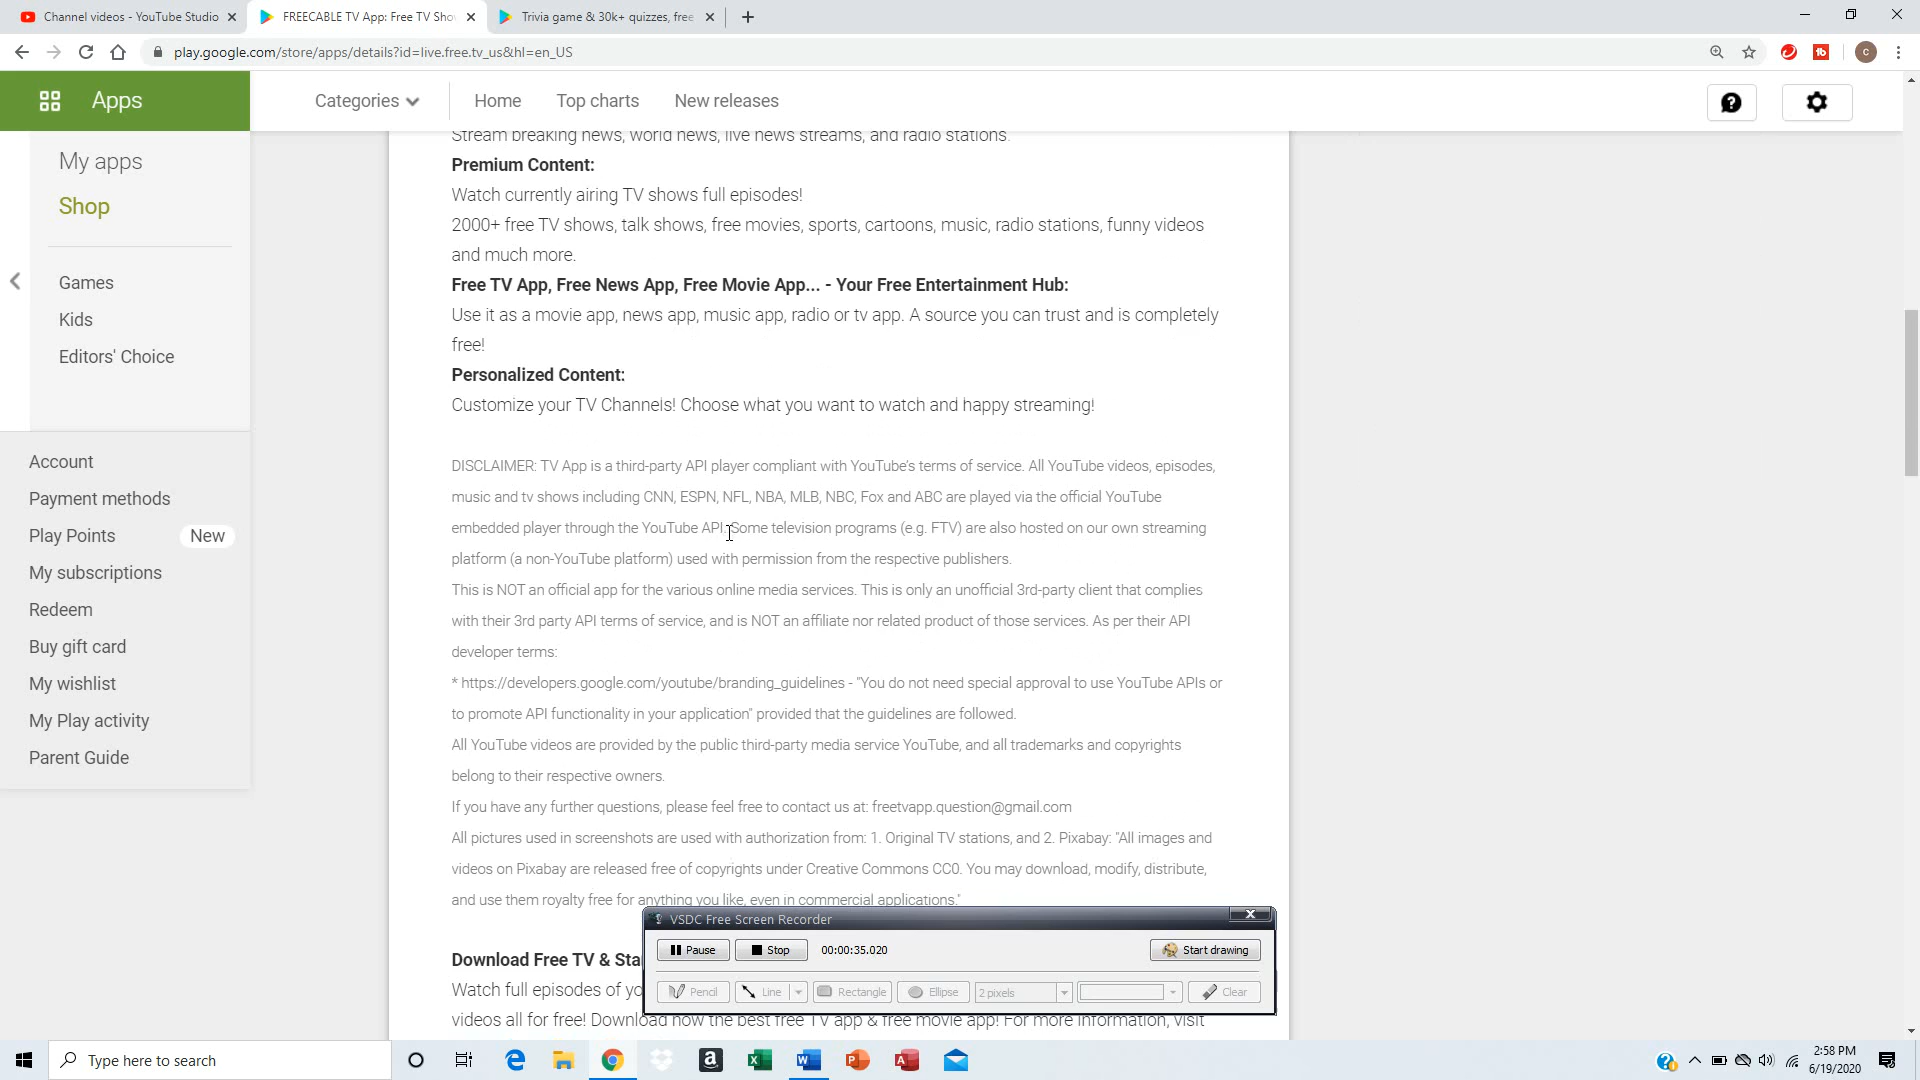 Channel videos - YouTube Studio
FREECABLE TV App: Free TV Sho
Trivia game & 30k+ quizzes, free
play.google.com/store/apps/details?id=live.free.tv_us&hl=en_US
C
Apps
Categories
Home
Top charts
New releases
My apps
Shop
Games
Kids
Editors' Choice
Account
Payment methods
Play Points New
My subscriptions
Redeem
Buy gift card
My wishlist
My Play activity
Parent Guide
Stream breaking news, world news, live news streams, and radio stations.
Premium Content:
Watch currently airing TV shows full episodes!
2000+ free TV shows, talk shows, free movies, sports, cartoons, music, radio stations, funny videos
and much more.
Free TV App, Free News App, Free Movie App... - Your Free Entertainment Hub:
Use it as a movie app, news app, music app, radio or tv app. A source you can trust and is completely
free!
Personalized Content:
Customize your TV Channels! Choose what you want to watch and happy streaming!
DISCLAIMER: TV App is a third-party API player compliant with YouTube's terms of service. All YouTube videos, episodes,
music and tv shows including CNN, ESPN, NFL, NBA, MLB, NBC, Fox and ABC are played via the official YouTube
embedded player through the YouTube API. Some television programs (e.g. FTV) are also hosted on our own streaming
platform (a non-YouTube platform) used with permission from the respective publishers.
This is NOT an official app for the various online media services. This is only an unofficial 3rd-party client that complies
with their 3rd party API terms of service, and is NOT an affiliate nor related product of those services. As per their API
developer terms:
* https://developers.google.com/youtube/branding_guidelines - "You do not need special approval to use YouTube APIs or
to promote API functionality in your application" provided that the guidelines are followed.
All YouTube videos are provided by the public third-party media service YouTube, and all trademarks and copyrights
belong to their respective owners.
If you have any further questions, please feel free to contact us at: freetvapp.question@gmail.com
All pictures used in screenshots are used with authorization from: 1. Original TV stations, and 2. Pixabay: "All images and
videos on Pixabay are released free of copyrights under Creative Commons CC0. You may download, modify, distribute,
and use them royalty free for anything you like, even in commercial applications."
Download Free TV & Sta
Watch full episodes of yo
videos all for free! Download now the best free TV app & free movie app! For more information, visit
VSDC Free Screen Recorder
Pause
Stop
00:00:35.020
Start drawing
Pencil
Line
Rectangle
Ellipse
2 pixels
Clear
Type here to search
2:58 PM
6/19/2020